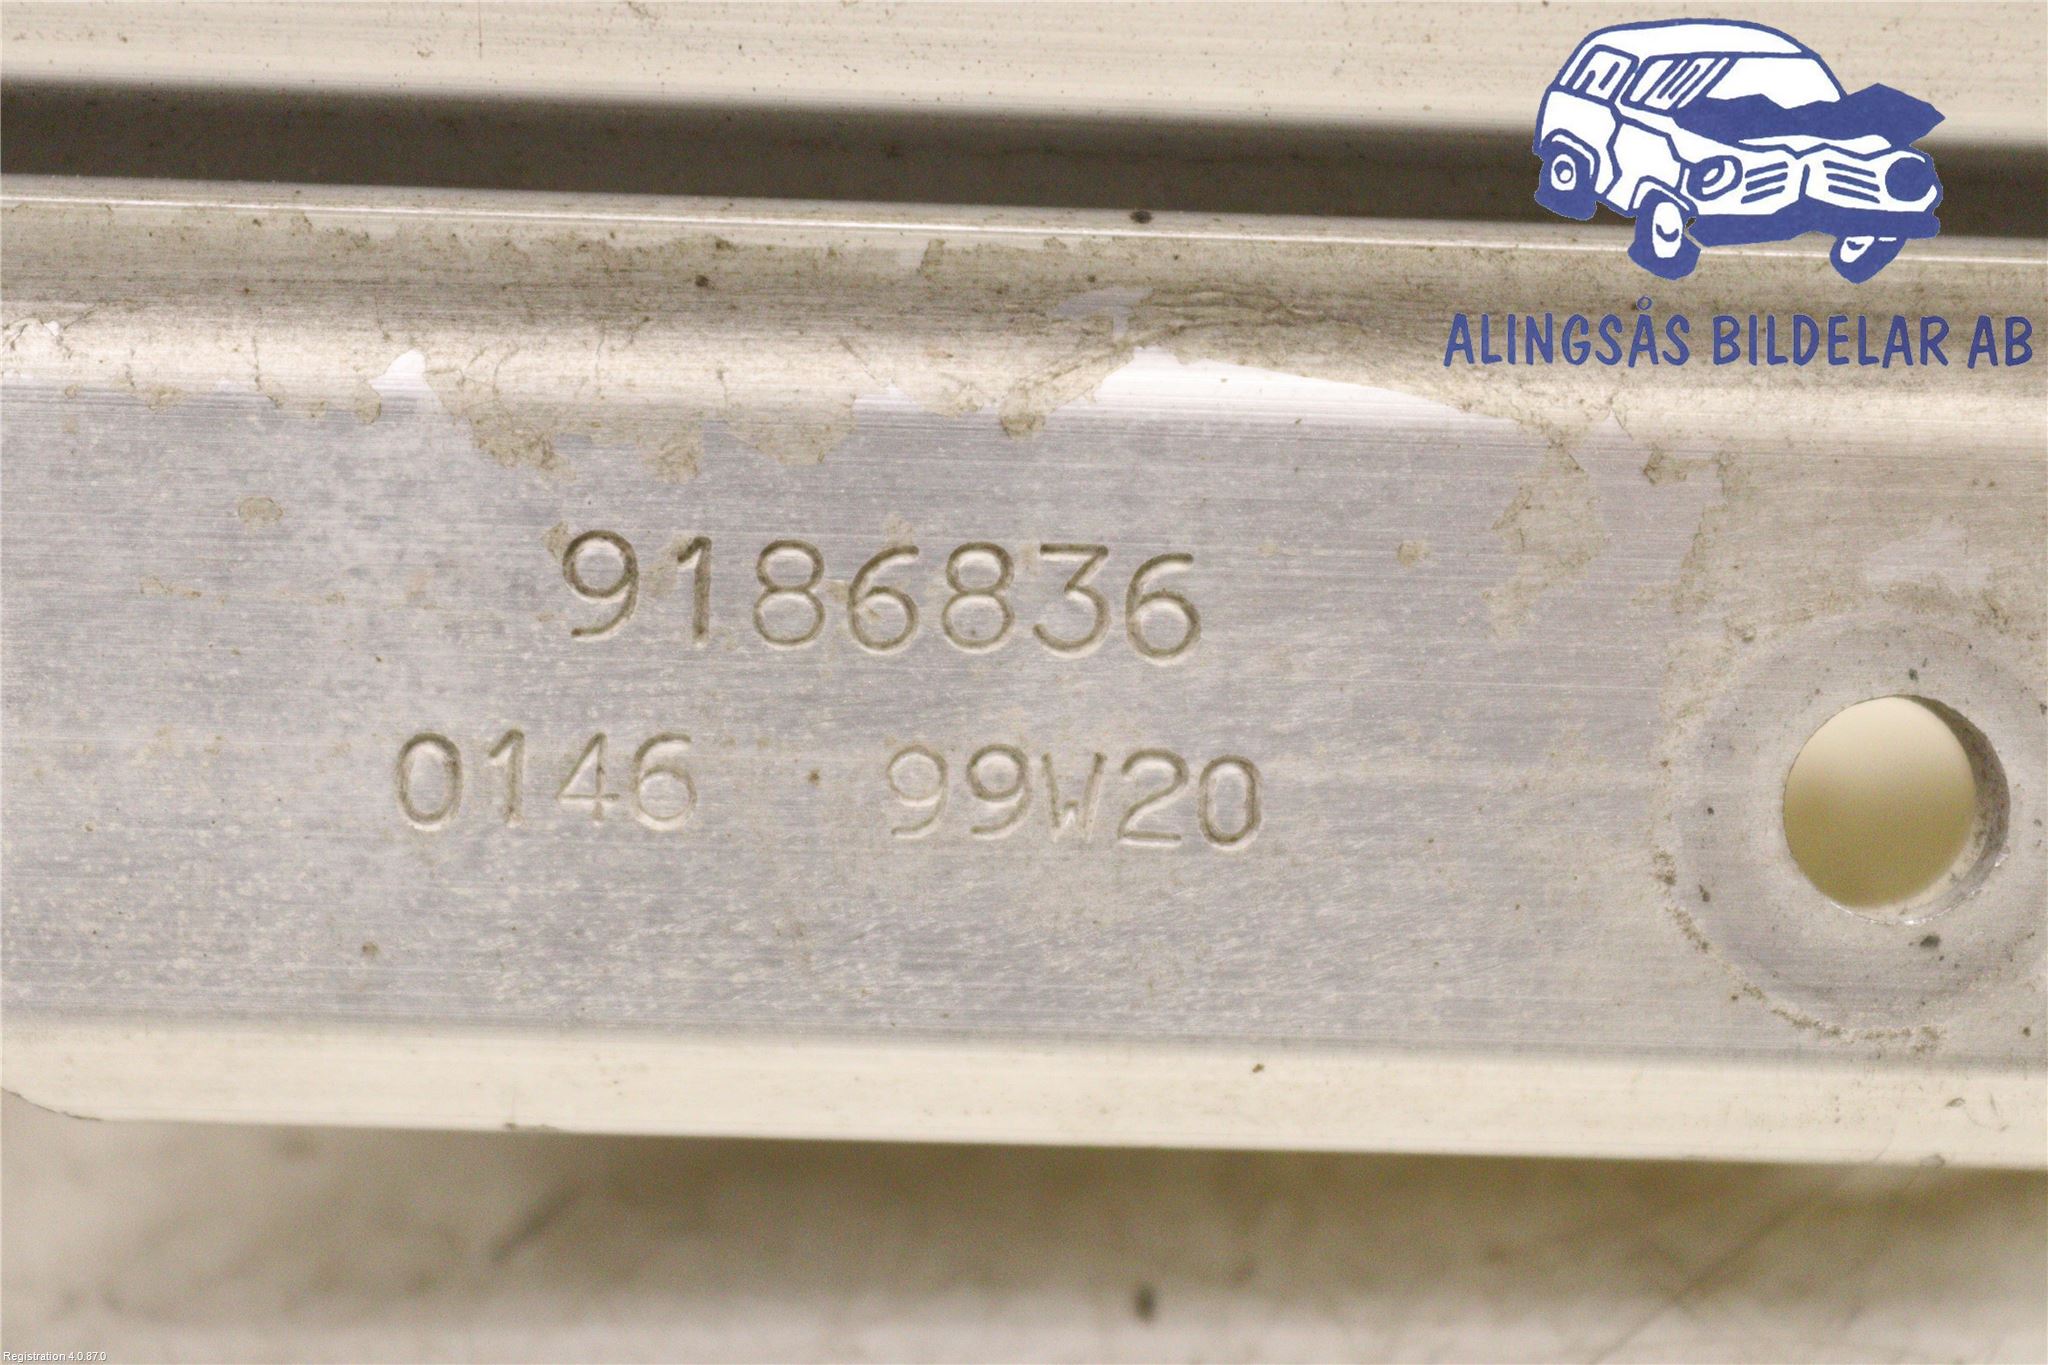 ALINGSÅS BILDELAR AB
9186836
0146 99W20
Registration 4.0.87.0